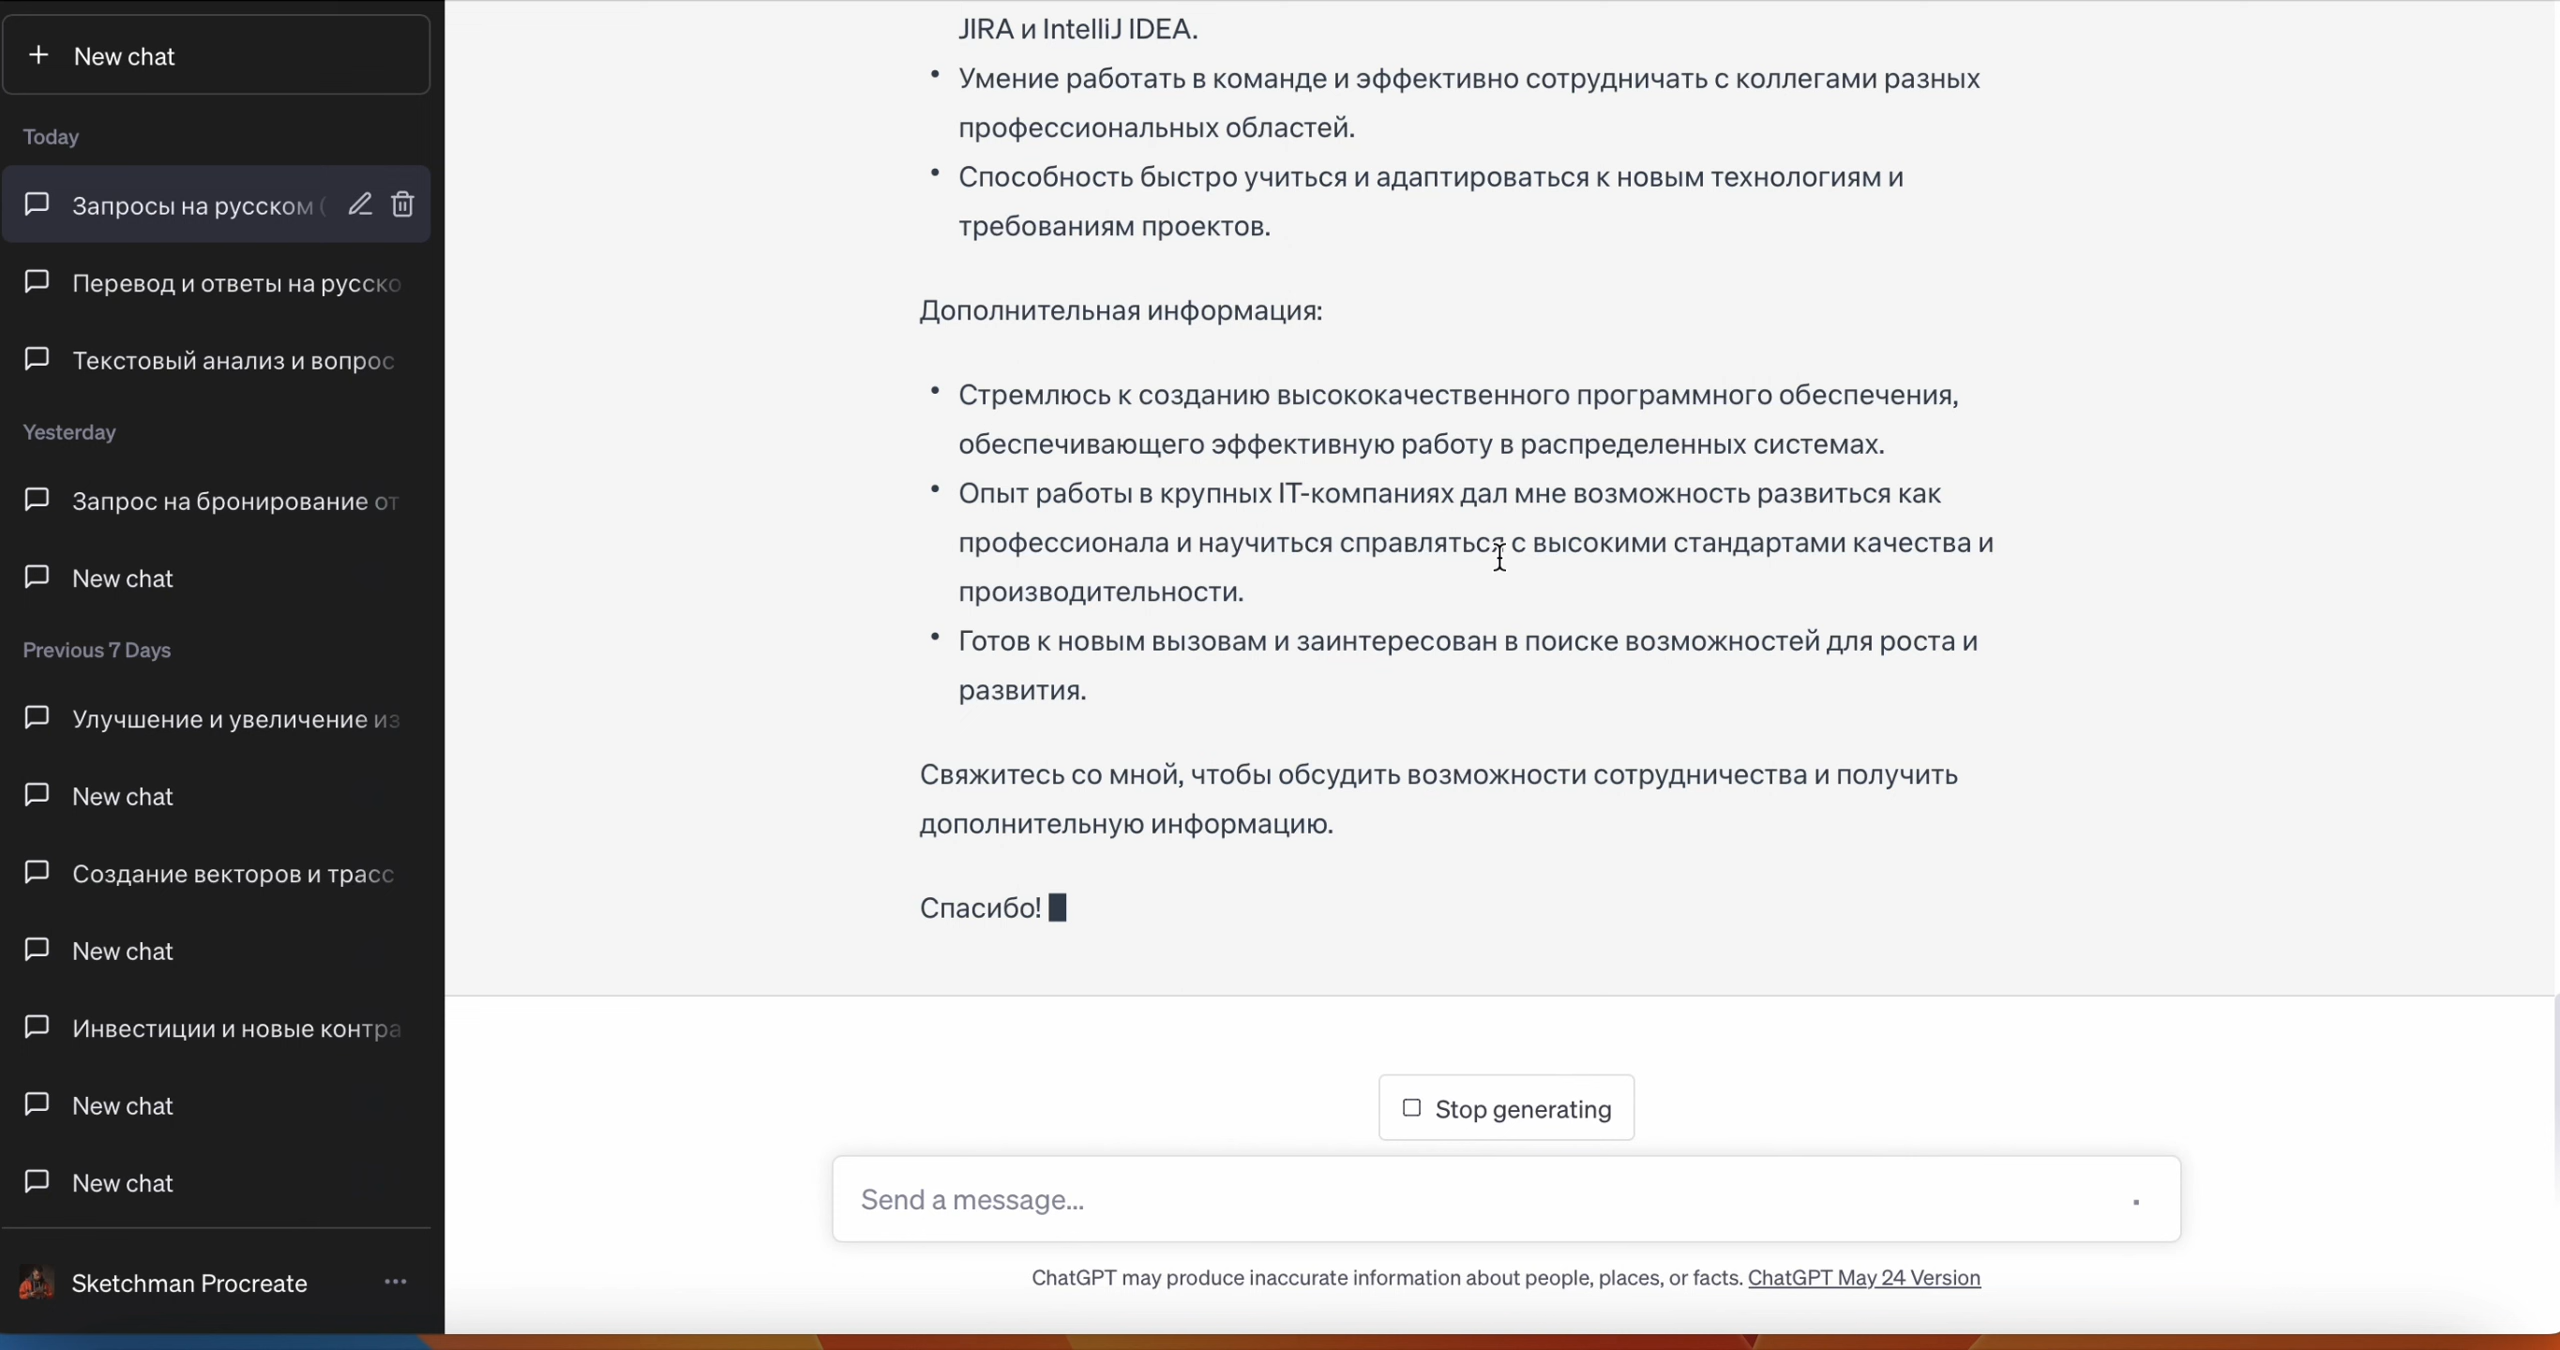 New chat
Today
Запросы на русском (
Перевод и ответы на русско
Текстовый анализ и вопрос
Yesterday
Запрос на бронирование от
New chat
Previous 7 Days
Улучшение и увеличение из
New chat
Создание векторов и трасс
New chat
Инвестиции и новые контра
New chat
New chat
Sketchman Procreate
JIRA и IntelliJ IDEA.
• Умение работать в команде и эффективно сотрудничать с коллегами разных
профессиональных областей.
• Способность быстро учиться и адаптироваться к новым технологиям и
требованиям проектов.
Дополнительная информация:
• Стремлюсь к созданию высококачественного программного обеспечения,
обеспечивающего эффективную работу в распределенных системах.
• Опыт работы в крупных IT-компаниях дал мне возможность развиться как
профессионала и научиться справляться с высокими стандартами качества и
производительности.
• Готов к новым вызовам и заинтересован в поиске возможностей для роста и
развития.
Свяжитесь со мной, чтобы обсудить возможности сотрудничества и получить
дополнительную информацию.
Спасибо!
Stop generating
Send a message...
ChatGPT may produce inaccurate information about people, places, or facts. ChatGPT May 24 Version